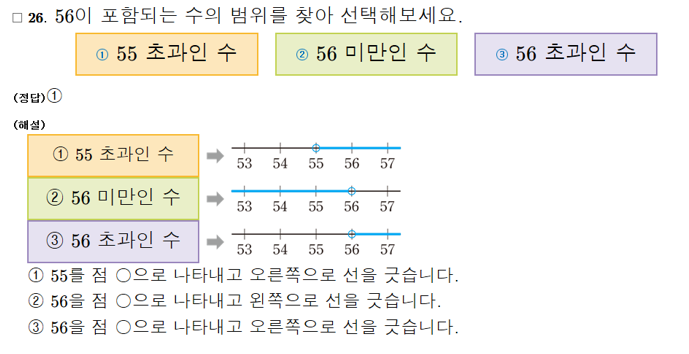 □ 26. 56이 포함되는 수의 범위를 찾아 선택해보세요.
① 55 초과인 수 ② 56 미만인 수 ③ 56 초과인 수
(정답)①
(해설)
① 55 초과인 수
53 54 55 56 57
② 56 미만인 수
53 54 55 56 57
③ 56 초과인 수
53 54 55 56 57
① 55를 점 ○으로 나타내고 오른쪽으로 선을 긋습니다.
② 56을 점 ○으로 나타내고 왼쪽으로 선을 긋습니다.
③ 56을 점 ○으로 나타내고 오른쪽으로 선을 긋습니다.